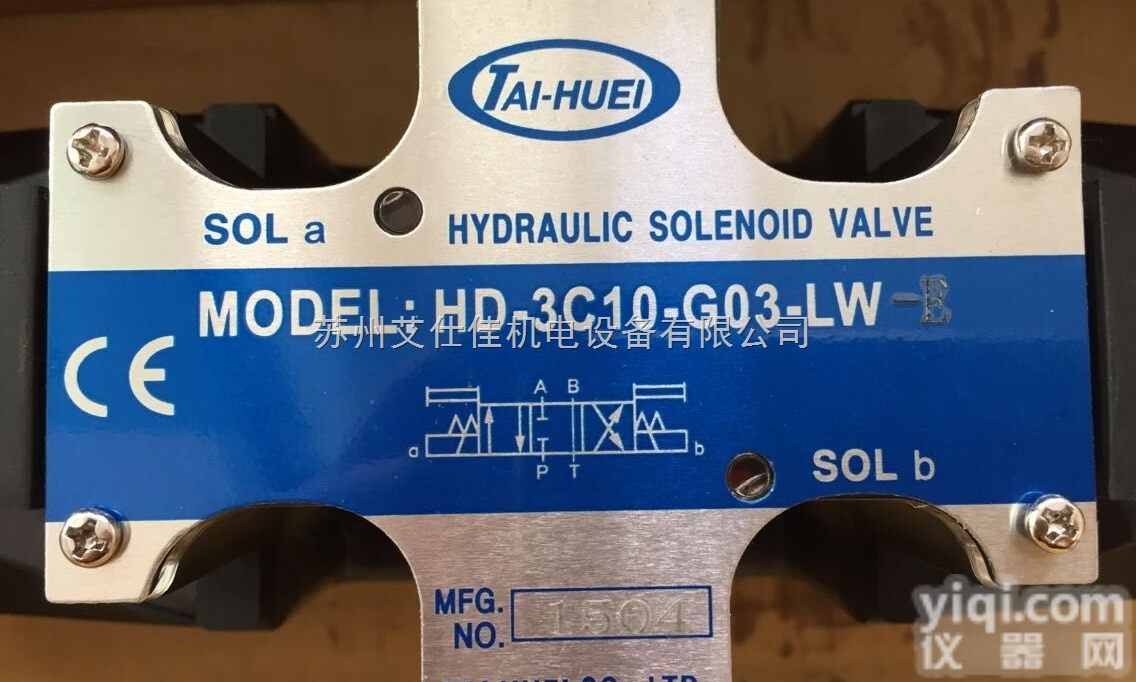 TAI-HUEI
SOL a
HYDRAULIC SOLENOID VALVE
MODEL: HD-3C10-G03-LW-E
苏州艾仕佳机电设备有限公司
CE
A B
a
b
P T
SOL b
MFG. NO. 1504
yiqi.com
仪器网